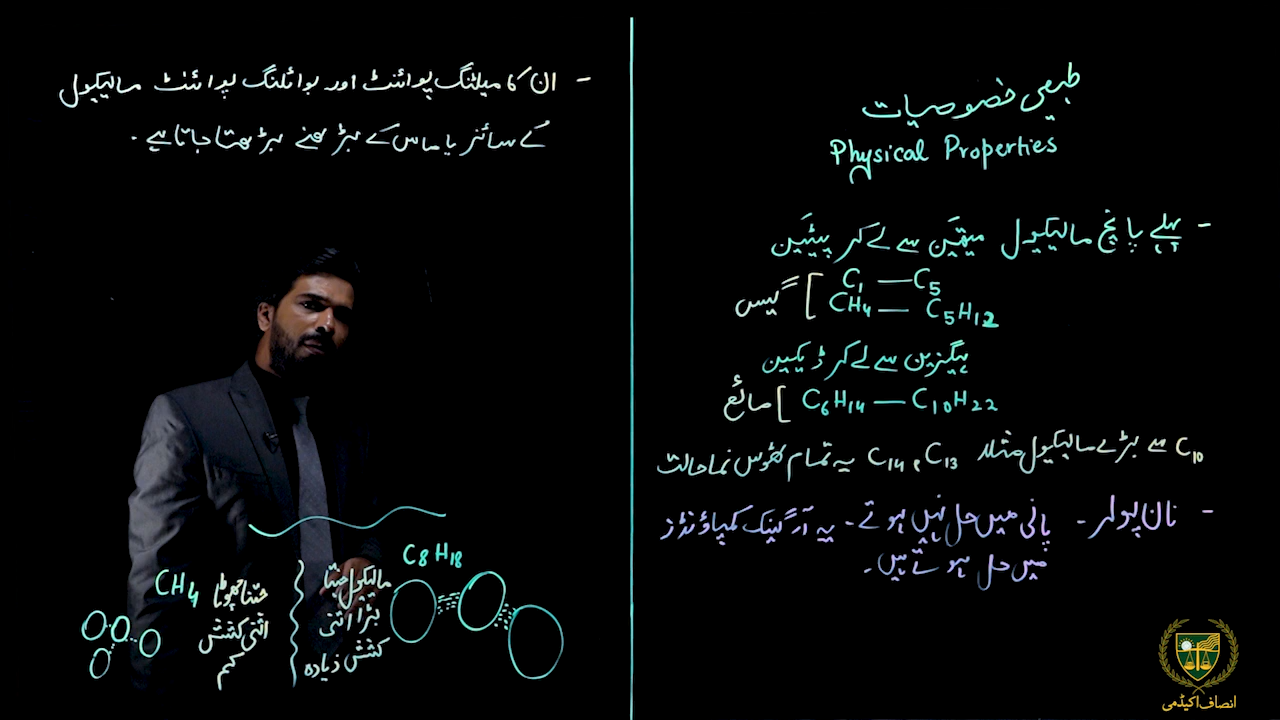 طبعی خصوصیات
Physical Properties
- پہلے پانچ مالیکیول میتھین سے لے کر پینٹین
C₁ — C₅
CH₄ — C₅H₁₂ ] گیس
ہیگزین سے لے کر ڈیکین
C₆H₁₄ — C₁₀H₂₂ ] مائع
C₁₀ سے بڑے مالیکیول مثلاً C₁₃ , C₁₄ یہ تمام ٹھوس نما حالت
- نان پولر - پانی میں حل نہیں ہوتے - یہ آرگینک کمپاؤنڈز
میں حل ہوتے ہیں -
- ان کا میلٹنگ پوائنٹ اور بوائلنگ پوائنٹ مالیکیول
کے سائز یا ماس کے بڑھنے بڑھتا جاتا ہے -
C₈H₁₈
مالیکیول جتنا
بڑا اتنی
کشش زیادہ
CH₄
جتنا چھوٹا
اتنی کشش
کم
انصاف اکیڈمی